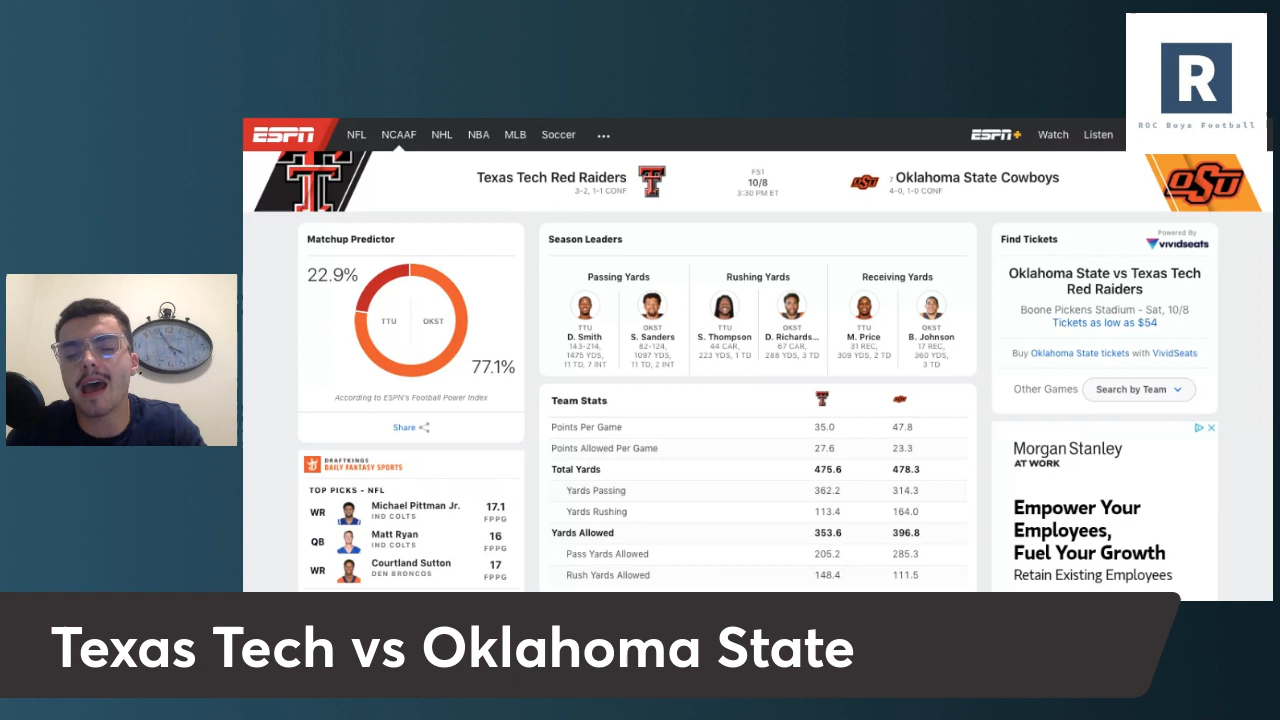 R
ROC Boys Football
ESPN
NFL NCAAF NHL NBA MLB Soccer ...
ESPN+ Watch Listen
Texas Tech Red Raiders
3-2, 1-1 CONF
FS1
10/8
3:30 PM ET
7 Oklahoma State Cowboys
4-0, 1-0 CONF
OSU
Matchup Predictor
22.9%
TTU OKST
77.1%
According to ESPN's Football Power Index
Share
DRAFTKINGS
DAILY FANTASY SPORTS
TOP PICKS - NFL
WR Michael Pittman Jr. 17.1
IND COLTS FPPG
QB Matt Ryan 16
IND COLTS FPPG
WR Courtland Sutton 17
DEN BRONCOS FPPG
Season Leaders
Passing Yards Rushing Yards Receiving Yards
TTU OKST TTU OKST TTU OKST
D. Smith S. Sanders S. Thompson D. Richards... M. Price B. Johnson
143-214, 82-124, 44 CAR, 67 CAR, 31 REC, 17 REC,
1475 YDS, 1097 YDS, 223 YDS, 1 TD 288 YDS, 3 TD 309 YDS, 2 TD 360 YDS,
11 TD, 7 INT 11 TD, 2 INT 3 TD
Team Stats
Points Per Game 35.0 47.8
Points Allowed Per Game 27.6 23.3
Total Yards 475.6 478.3
Yards Passing 362.2 314.3
Yards Rushing 113.4 164.0
Yards Allowed 353.6 396.8
Pass Yards Allowed 205.2 285.3
Rush Yards Allowed 148.4 111.5
Find Tickets
Powered By
vividseats
Oklahoma State vs Texas Tech
Red Raiders
Boone Pickens Stadium - Sat, 10/8
Tickets as low as $54
Buy Oklahoma State tickets with VividSeats
Other Games Search by Team
Morgan Stanley
AT WORK
Empower Your
Employees,
Fuel Your Growth
Retain Existing Employees
Texas Tech vs Oklahoma State